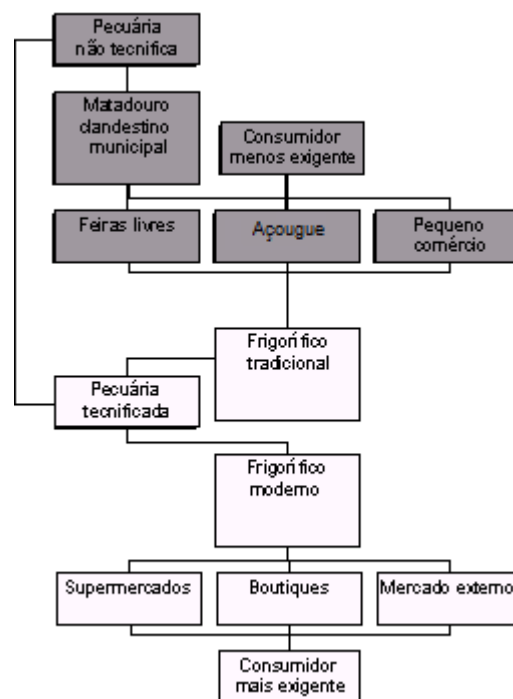 Pecuária
não tecnifica
Matadouro
clandestino
municipal
Consumidor
menos exigente
Feiras livres
Açougue
Pequeno
comércio
Frigorífico
tradicional
Pecuária
tecnificada
Frigorífico
moderno
Supermercados
Boutiques
Mercado externo
Consumidor
mais exigente